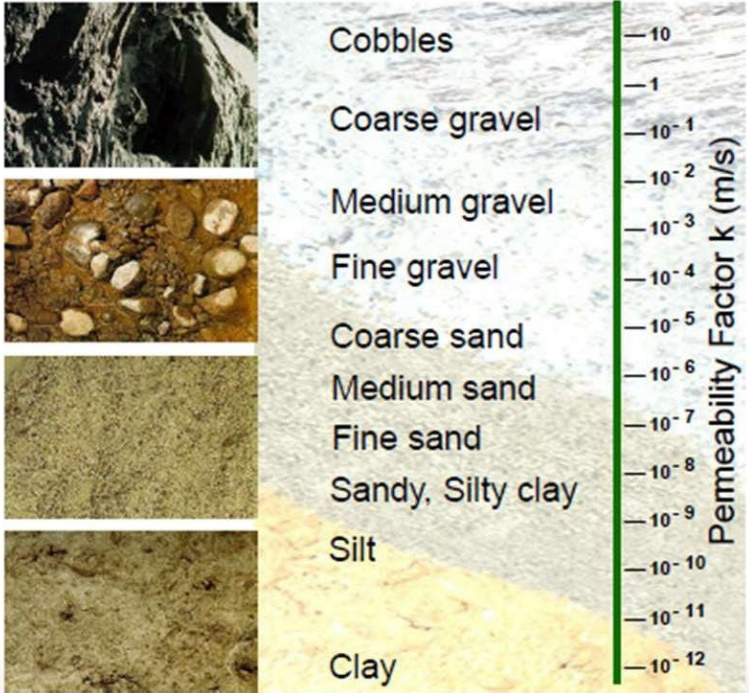 Cobbles
Coarse gravel
Medium gravel
Fine gravel
Coarse sand
Medium sand
Fine sand
Sandy, Silty clay
Silt
Clay
10
1
10⁻¹
10⁻²
10⁻³
10⁻⁴
10⁻⁵
10⁻⁶
10⁻⁷
10⁻⁸
10⁻⁹
10⁻¹⁰
10⁻¹¹
10⁻¹²
Permeability Factor k (m/s)